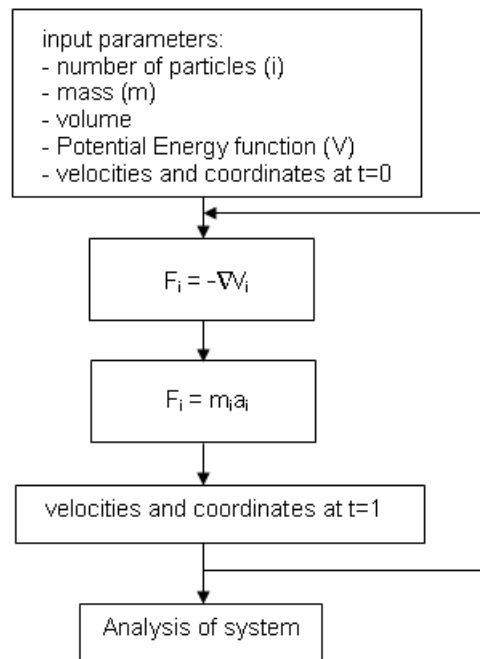 input parameters:
- number of particles (i)
- mass (m)
- volume
- Potential Energy function (V)
- velocities and coordinates at t=0
Fᵢ = -∇Vᵢ
Fᵢ = mᵢaᵢ
velocities and coordinates at t=1
Analysis of system